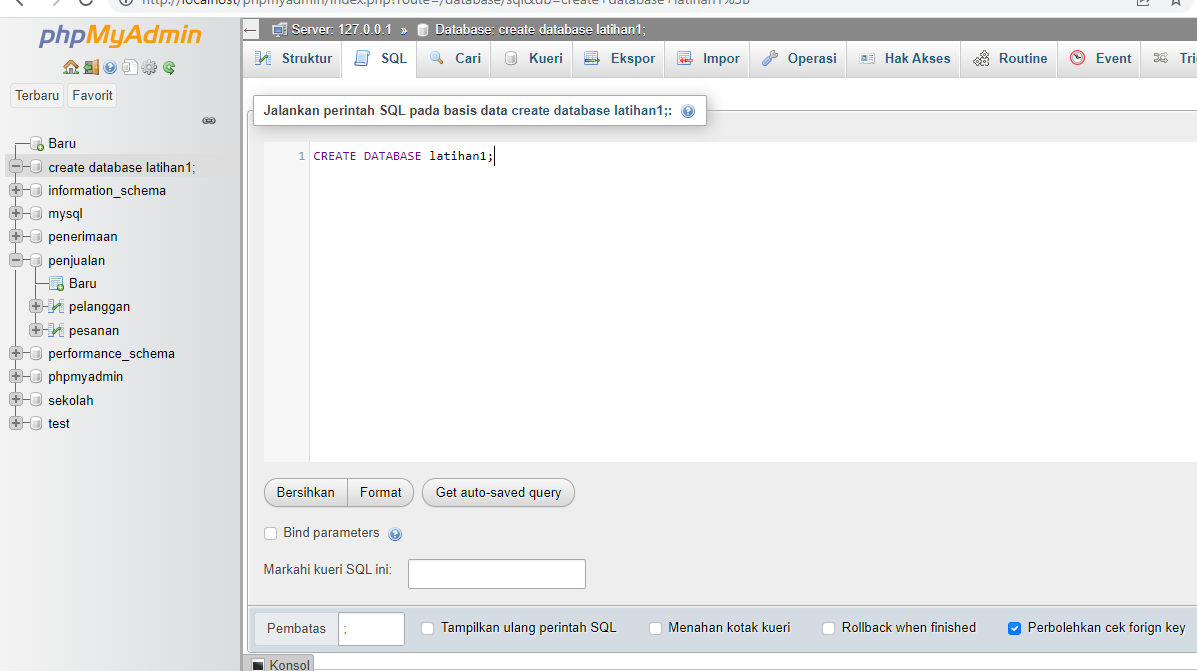 http://localhost/phpmyadmin/index.php?route=/database/sql&db=create+database+latihan1%3B
phpMyAdmin
Terbaru
Favorit
Baru
create database latihan1;
information_schema
mysql
penerimaan
penjualan
Baru
pelanggan
pesanan
performance_schema
phpmyadmin
sekolah
test
Server: 127.0.0.1 » Database: create database latihan1;
Struktur
SQL
Cari
Kueri
Ekspor
Impor
Operasi
Hak Akses
Routine
Event
Jalankan perintah SQL pada basis data create database latihan1;:
1 CREATE DATABASE latihan1;
Bersihkan
Format
Get auto-saved query
Bind parameters
Markahi kueri SQL ini:
Pembatas
;
Tampilkan ulang perintah SQL
Menahan kotak kueri
Rollback when finished
Perbolehkan cek forign key
Konsol